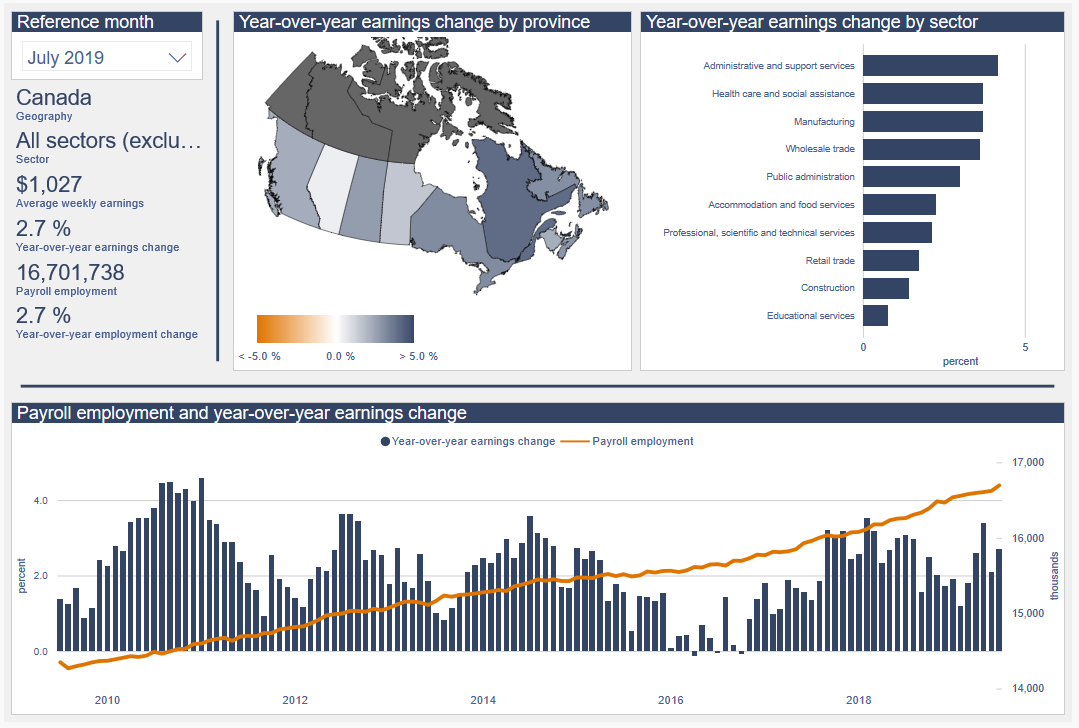 Reference month
July 2019
Canada
Geography
All sectors (exclu…
Sector
$1,027
Average weekly earnings
2.7 %
Year-over-year earnings change
16,701,738
Payroll employment
2.7 %
Year-over-year employment change
Year-over-year earnings change by province
< -5.0 % 0.0 % > 5.0 %
Year-over-year earnings change by sector
Administrative and support services
Health care and social assistance
Manufacturing
Wholesale trade
Public administration
Accommodation and food services
Professional, scientific and technical services
Retail trade
Construction
Educational services
0 5
percent
Payroll employment and year-over-year earnings change
Year-over-year earnings change Payroll employment
percent
4.0
2.0
0.0
17,000
16,000
15,000
14,000
thousands
2010 2012 2014 2016 2018